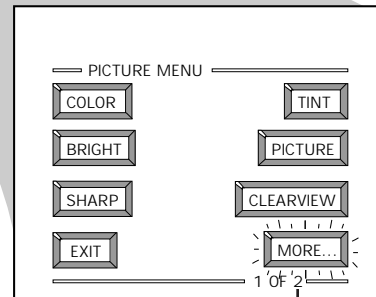 PICTURE MENU
COLOR TINT
BRIGHT PICTURE
SHARP CLEARVIEW
EXIT MORE...
1 OF 2